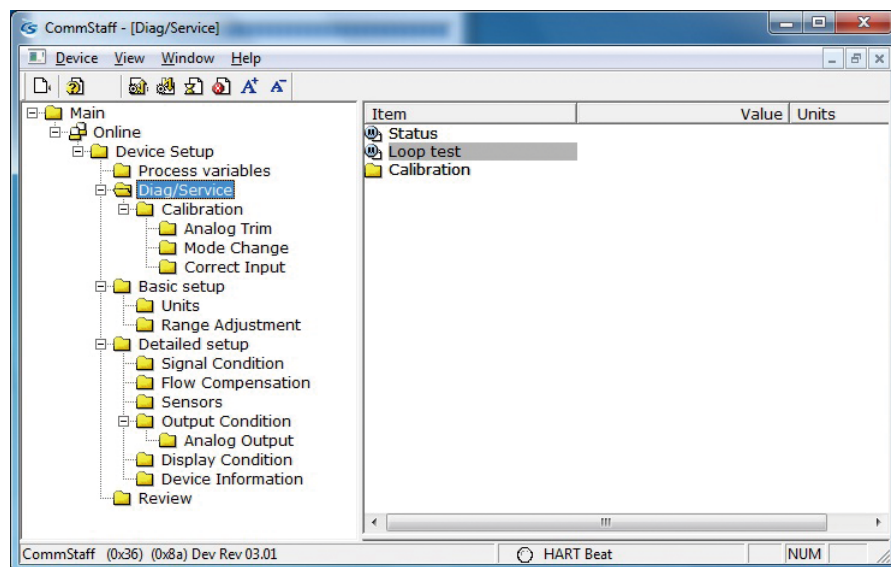 CommStaff - [Diag/Service]
Device View Window Help
A+ A-
Main
Online
Device Setup
Process variables
Diag/Service
Calibration
Analog Trim
Mode Change
Correct Input
Basic setup
Units
Range Adjustment
Detailed setup
Signal Condition
Flow Compensation
Sensors
Output Condition
Analog Output
Display Condition
Device Information
Review
Item Value Units
Status
Loop test
Calibration
CommStaff (0x36) (0x8a) Dev Rev 03.01 HART Beat NUM